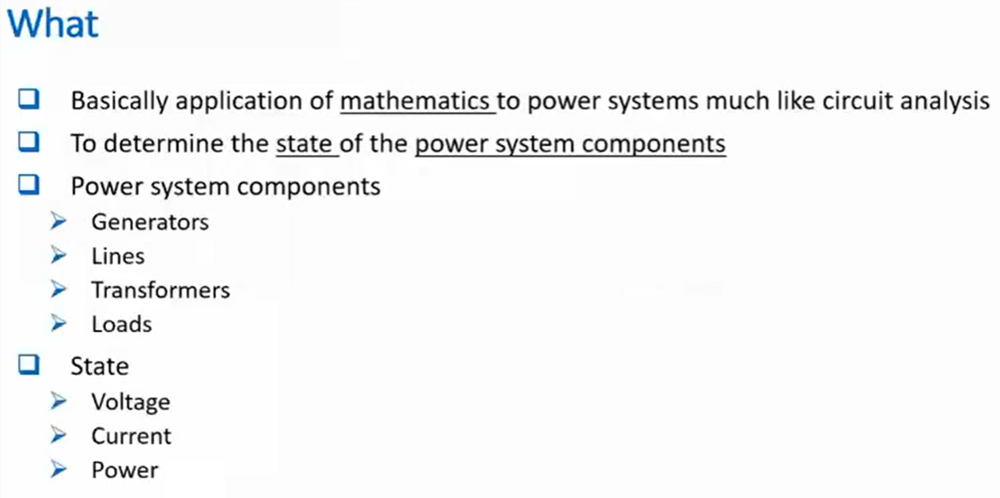 What
Basically application of mathematics to power systems much like circuit analysis
To determine the state of the power system components
Power system components
Generators
Lines
Transformers
Loads
State
Voltage
Current
Power